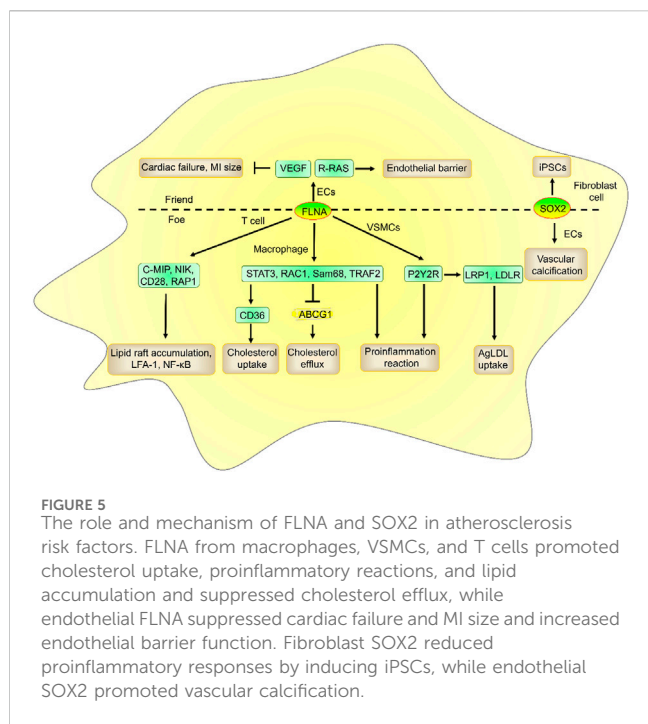 Cardiac failure, MI size
VEGF
R-RAS
Endothelial barrier
iPSCs
Fibroblast
cell
ECs
Friend
Foe
T cell
FLNA
VSMCs
SOX2
ECs
Macrophage
Vascular
calcification
C-MIP, NIK,
CD28, RAP1
STAT3, RAC1, Sam68, TRAF2
P2Y2R
LRP1, LDLR
CD36
ABCG1
Lipid raft accumulation,
LFA-1, NF-κB
Cholesterol
uptake
Cholesterol
efflux
Proinflammation
reaction
AgLDL
uptake
FIGURE 5
The role and mechanism of FLNA and SOX2 in atherosclerosis
risk factors. FLNA from macrophages, VSMCs, and T cells promoted
cholesterol uptake, proinflammatory reactions, and lipid
accumulation and suppressed cholesterol efflux, while
endothelial FLNA suppressed cardiac failure and MI size and increased
endothelial barrier function. Fibroblast SOX2 reduced
proinflammatory responses by inducing iPSCs, while endothelial
SOX2 promoted vascular calcification.